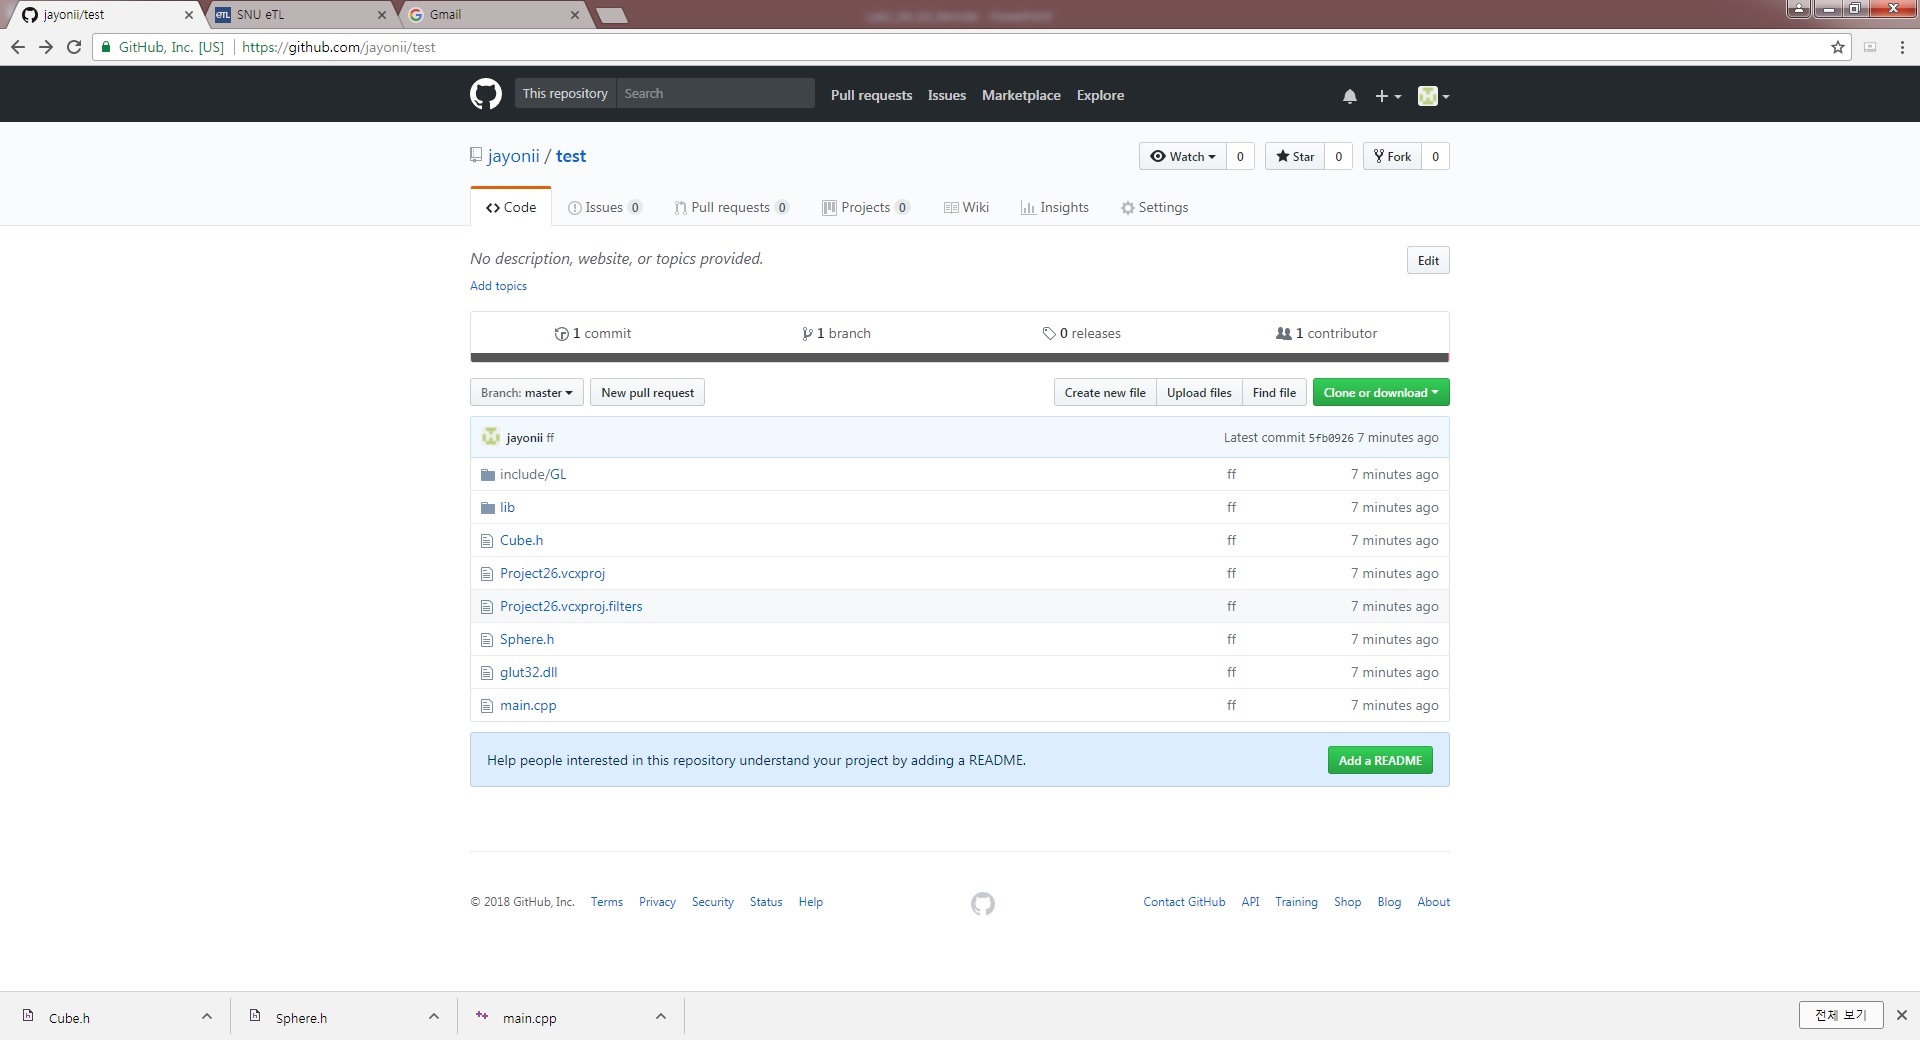 jayonii/test
SNU eTL
Gmail
GitHub, Inc. [US]
https://github.com/jayonii/test
This repository
Search
Pull requests
Issues
Marketplace
Explore
jayonii / test
Watch 0
Star 0
Fork 0
Code
Issues 0
Pull requests 0
Projects 0
Wiki
Insights
Settings
No description, website, or topics provided.
Edit
Add topics
1 commit
1 branch
0 releases
1 contributor
Branch: master
New pull request
Create new file
Upload files
Find file
Clone or download
jayonii ff
Latest commit 5fb0926 7 minutes ago
include/GL ff 7 minutes ago
lib ff 7 minutes ago
Cube.h ff 7 minutes ago
Project26.vcxproj ff 7 minutes ago
Project26.vcxproj.filters ff 7 minutes ago
Sphere.h ff 7 minutes ago
glut32.dll ff 7 minutes ago
main.cpp ff 7 minutes ago
Help people interested in this repository understand your project by adding a README.
Add a README
© 2018 GitHub, Inc. Terms Privacy Security Status Help
Contact GitHub API Training Shop Blog About
Cube.h
Sphere.h
main.cpp
전체 보기